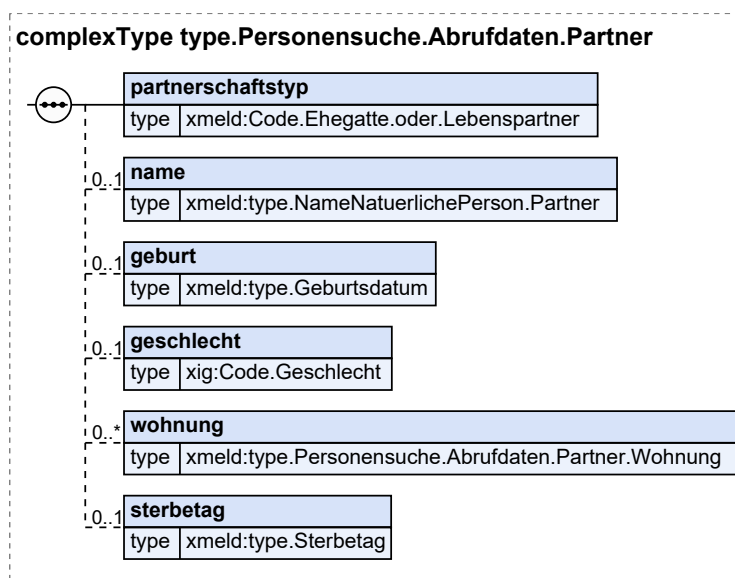 complexType type.Personensuche.Abrufdaten.Partner
partnerschaftstyp
type xmeld:Code.Ehegatte.oder.Lebenspartner
0..1 name
type xmeld:type.NameNatuerlichePerson.Partner
0..1 geburt
type xmeld:type.Geburtsdatum
0..1 geschlecht
type xig:Code.Geschlecht
0..* wohnung
type xmeld:type.Personensuche.Abrufdaten.Partner.Wohnung
0..1 sterbetag
type xmeld:type.Sterbetag